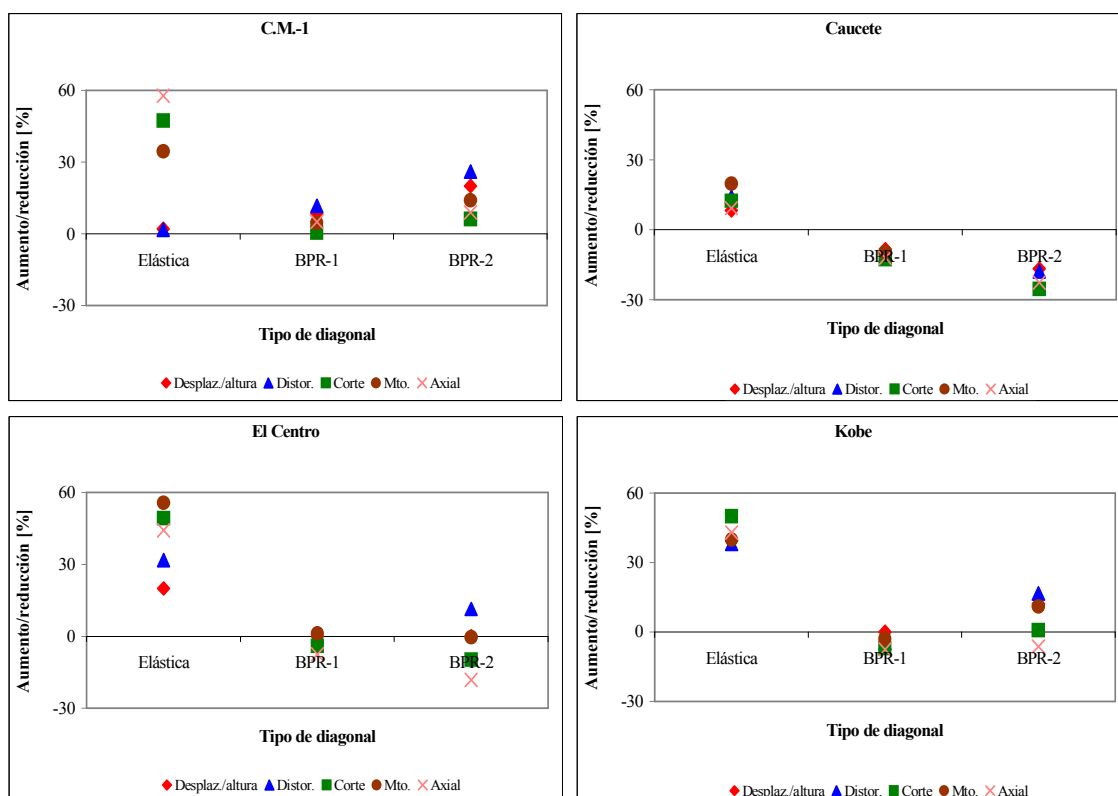 C.M.-1
Aumento/reducción [%]
60
30
0
-30
Elástica BPR-1 BPR-2
Tipo de diagonal
Desplaz./altura Distor. Corte Mto. Axial
Caucete
Aumento/reducción [%]
60
30
0
-30
Elástica BPR-1 BPR-2
Tipo de diagonal
Desplaz./altura Distor. Corte Mto. Axial
El Centro
Aumento/reducción [%]
60
30
0
-30
Elástica BPR-1 BPR-2
Tipo de diagonal
Desplaz./altura Distor. Corte Mto. Axial
Kobe
Aumento/reducción [%]
60
30
0
-30
Elástica BPR-1 BPR-2
Tipo de diagonal
Desplaz./altura Distor. Corte Mto. Axial